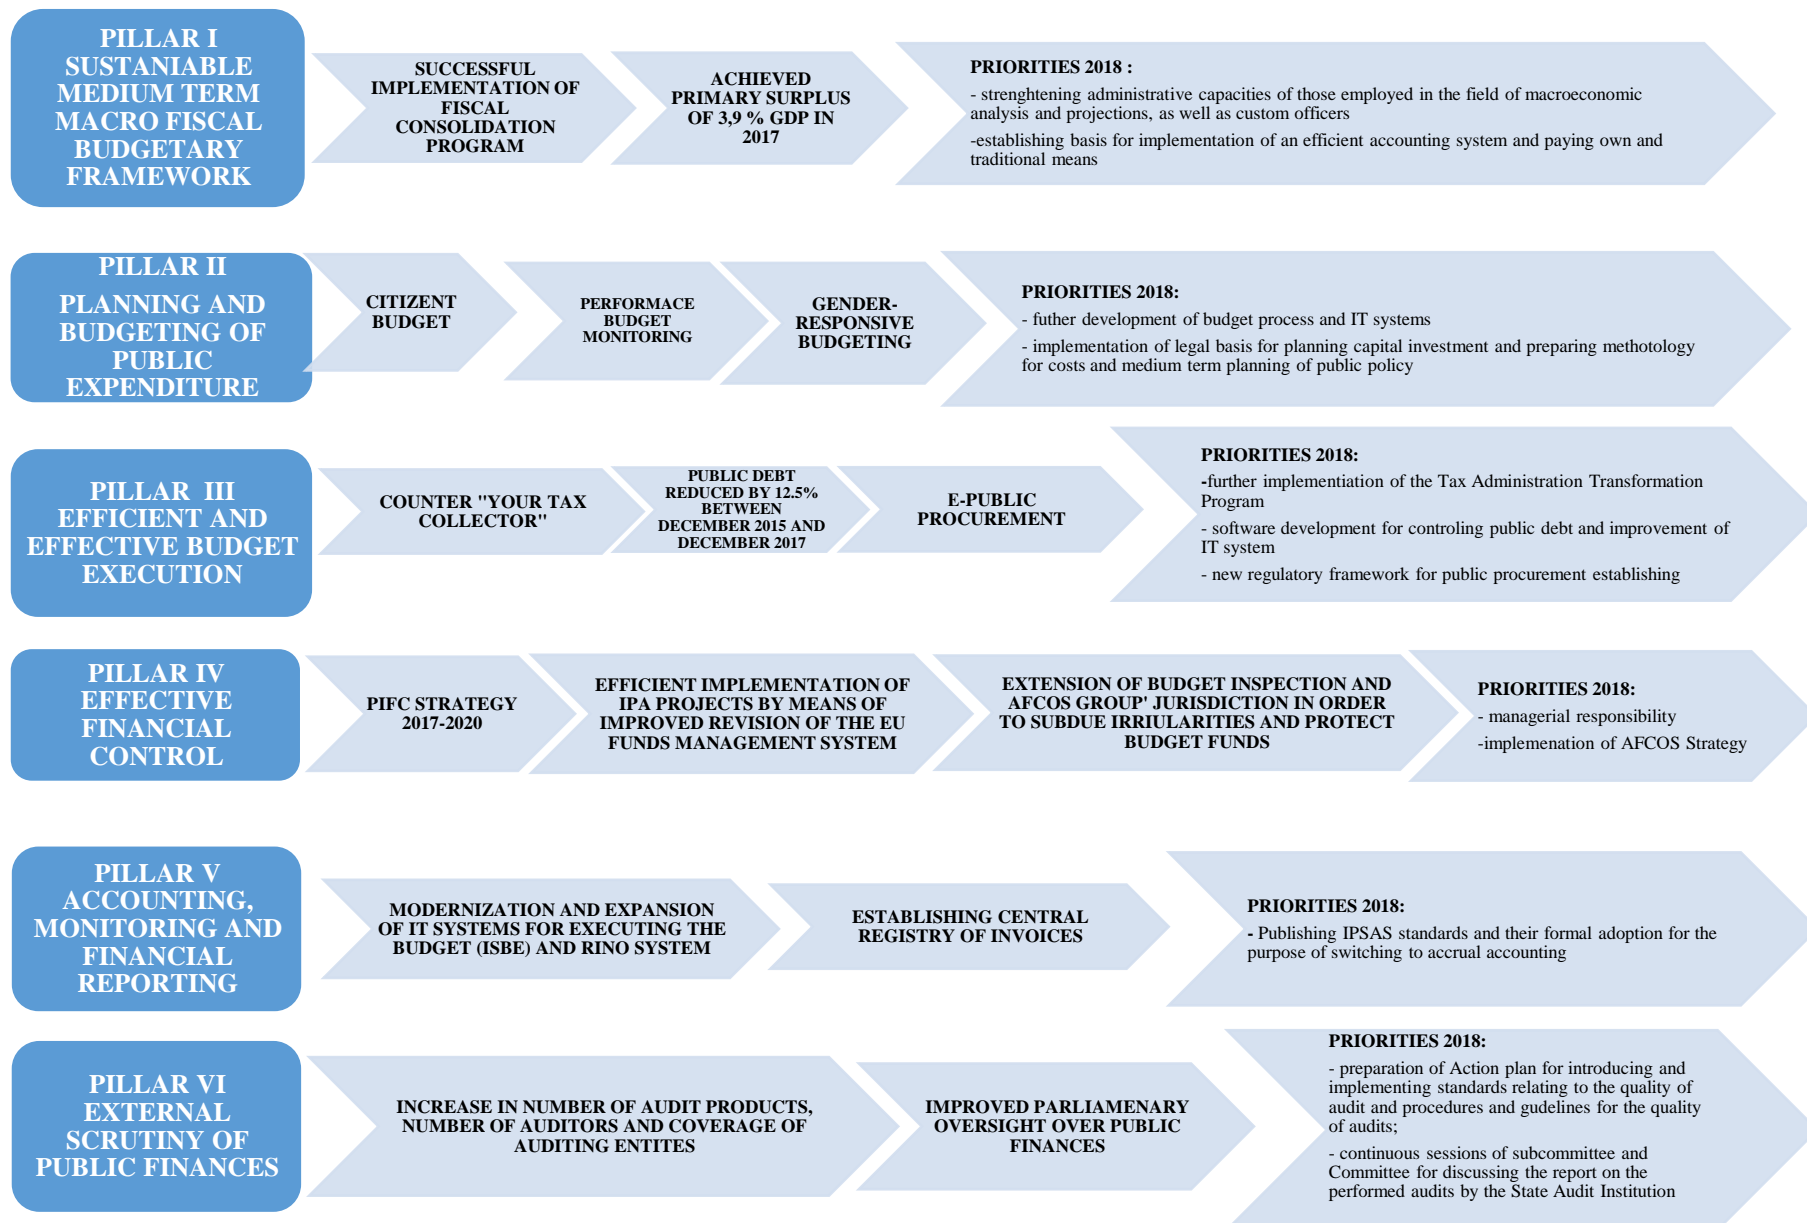 PILLAR I
SUSTANIABLE
MEDIUM TERM
MACRO FISCAL
BUDGETARY
FRAMEWORK
SUCCESSFUL
IMPLEMENTATION OF
FISCAL
CONSOLIDATION
PROGRAM
ACHIEVED
PRIMARY SURPLUS
OF 3,9 % GDP IN
2017
PRIORITIES 2018 :
- strenghtening administrative capacities of those employed in the field of macroeconomic
analysis and projections, as well as custom officers
-establishing basis for implementation of an efficient accounting system and paying own and
traditional means
PILLAR II
PLANNING AND
BUDGETING OF
PUBLIC
EXPENDITURE
CITIZENT
BUDGET
PERFORMACE
BUDGET
MONITORING
GENDER-
RESPONSIVE
BUDGETING
PRIORITIES 2018:
- futher development of budget process and IT systems
- implementation of legal basis for planning capital investment and preparing methotology
for costs and medium term planning of public policy
PILLAR III
EFFICIENT AND
EFFECTIVE BUDGET
EXECUTION
COUNTER "YOUR TAX
COLLECTOR"
PUBLIC DEBT
REDUCED BY 12.5%
BETWEEN
DECEMBER 2015 AND
DECEMBER 2017
E-PUBLIC
PROCUREMENT
PRIORITIES 2018:
-further implementiation of the Tax Administration Transformation
Program
- software development for controling public debt and improvement of
IT system
- new regulatory framework for public procurement establishing
PILLAR IV
EFFECTIVE
FINANCIAL
CONTROL
PIFC STRATEGY
2017-2020
EFFICIENT IMPLEMENTATION OF
IPA PROJECTS BY MEANS OF
IMPROVED REVISION OF THE EU
FUNDS MANAGEMENT SYSTEM
EXTENSION OF BUDGET INSPECTION AND
AFCOS GROUP' JURISDICTION IN ORDER
TO SUBDUE IRRIULARITIES AND PROTECT
BUDGET FUNDS
PRIORITIES 2018:
- managerial responsibility
-implemenation of AFCOS Strategy
PILLAR V
ACCOUNTING,
MONITORING AND
FINANCIAL
REPORTING
MODERNIZATION AND EXPANSION
OF IT SYSTEMS FOR EXECUTING THE
BUDGET (ISBE) AND RINO SYSTEM
ESTABLISHING CENTRAL
REGISTRY OF INVOICES
PRIORITIES 2018:
- Publishing IPSAS standards and their formal adoption for the
purpose of switching to accrual accounting
PILLAR VI
EXTERNAL
SCRUTINY OF
PUBLIC FINANCES
INCREASE IN NUMBER OF AUDIT PRODUCTS,
NUMBER OF AUDITORS AND COVERAGE OF
AUDITING ENTITES
IMPROVED PARLIAMENARY
OVERSIGHT OVER PUBLIC
FINANCES
PRIORITIES 2018:
- preparation of Action plan for introducing and
implementing standards relating to the quality of
audit and procedures and gudelines for the quality
of audits;
- continuous sessions of subcommittee and
Committee for discussing the report on the
performed audits by the State Audit Institution